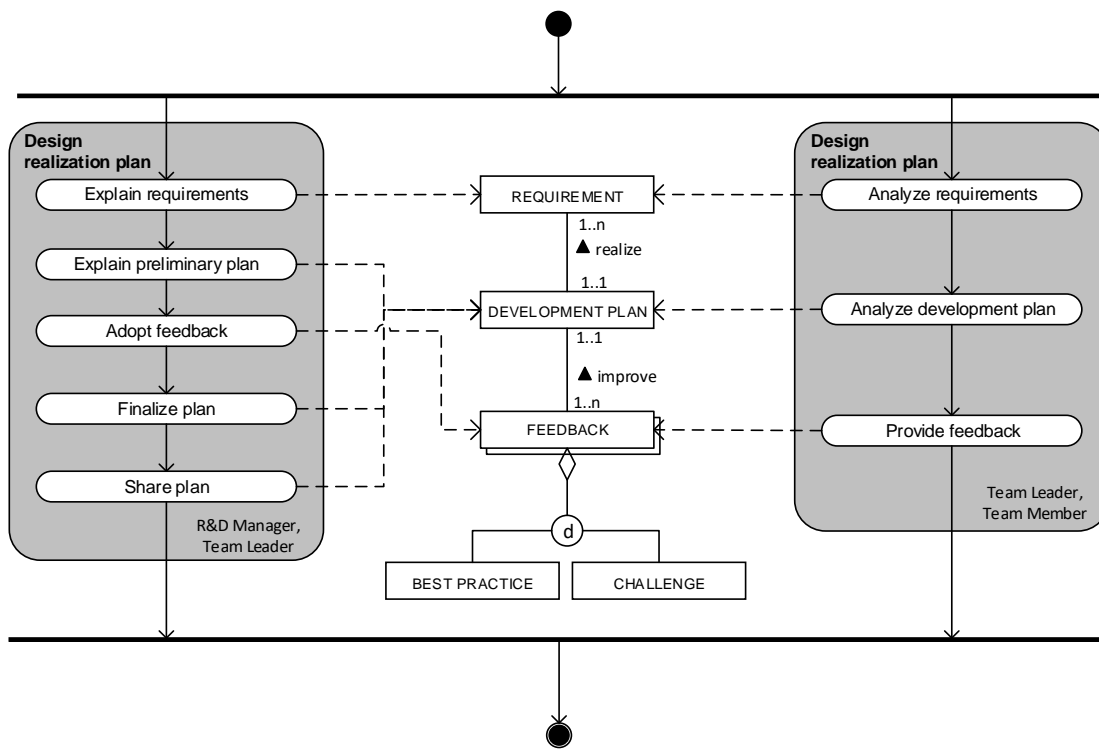 Design
realization plan
Explain requirements
Explain preliminary plan
Adopt feedback
Finalize plan
Share plan
R&D Manager,
Team Leader
REQUIREMENT
1..n
▲ realize
1..1
DEVELOPMENT PLAN
1..1
▲ improve
1..n
FEEDBACK
d
BEST PRACTICE
CHALLENGE
Design
realization plan
Analyze requirements
Analyze development plan
Provide feedback
Team Leader,
Team Member